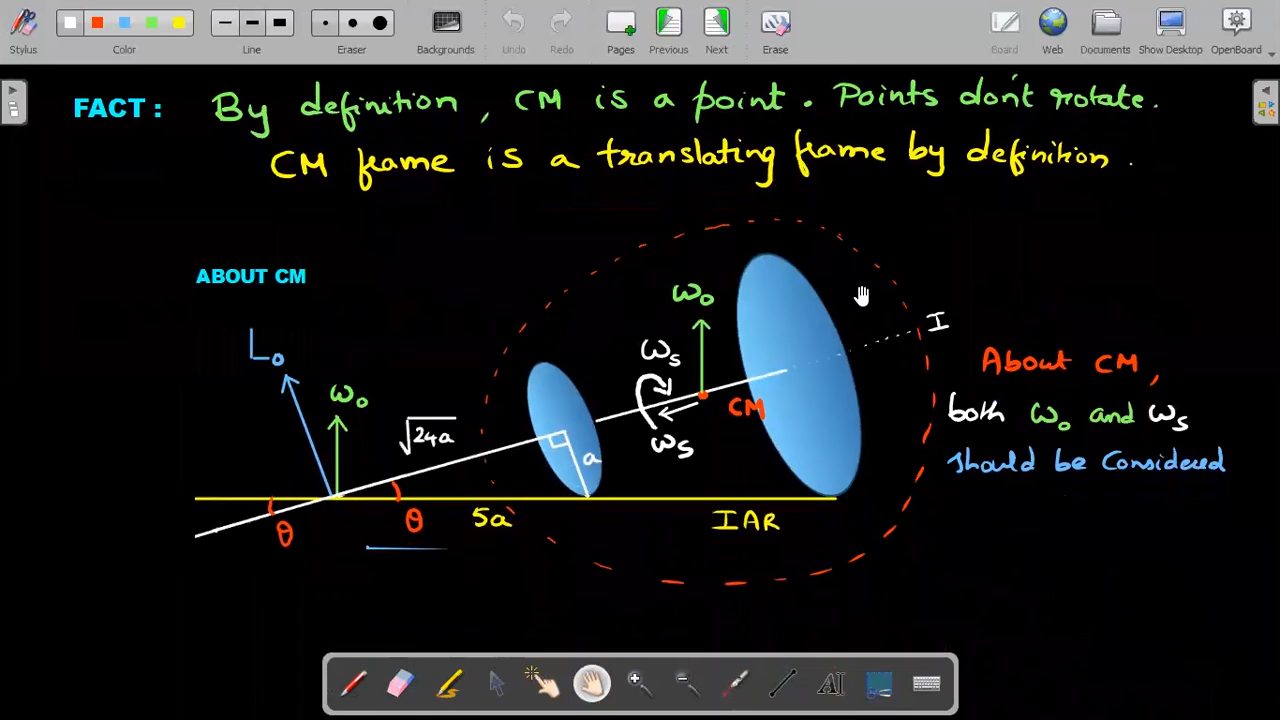 Stylus
Color
Line
Eraser
Backgrounds
Undo
Redo
Pages
Previous
Next
Erase
Board
Web
Documents
Show Desktop
OpenBoard
FACT : By definition, CM is a point. Points don't rotate.
CM frame is a translating frame by definition.
ABOUT CM
L₀
ω₀
√24a
a
ωs
ωs
ω₀
CM
I
θ
θ
5a
IAR
About CM,
both ω₀ and ωs
should be Considered
AI